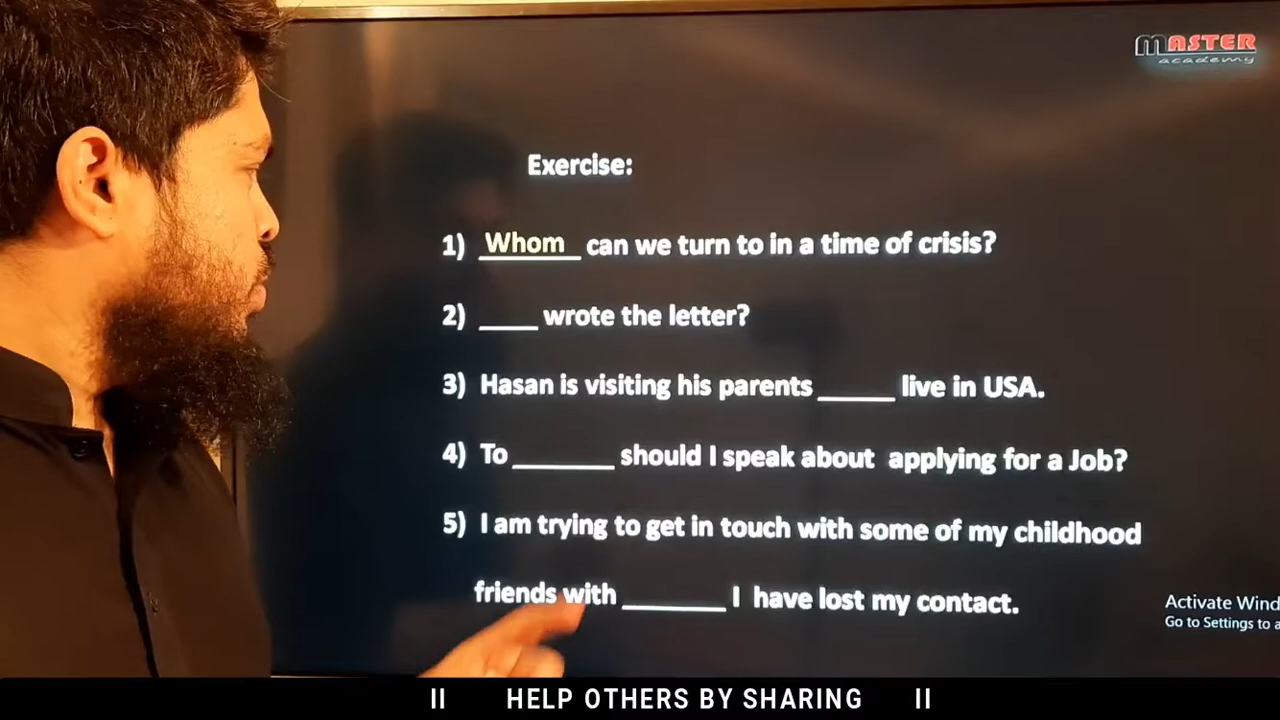 MASTER
academy
Exercise:
1) Whom can we turn to in a time of crisis?
2) ____ wrote the letter?
3) Hasan is visiting his parents _____ live in USA.
4) To _______ should I speak about applying for a Job?
5) I am trying to get in touch with some of my childhood
friends with _______ I have lost my contact.
Activate Wind
Go to Settings to a
II HELP OTHERS BY SHARING II